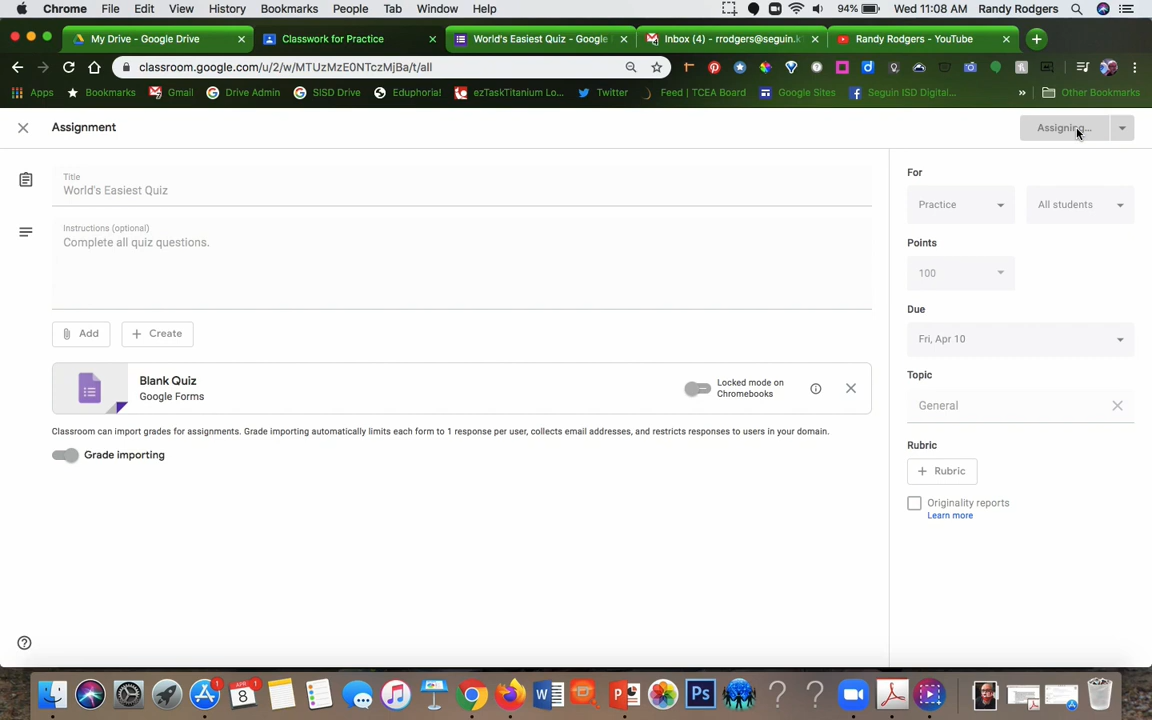 Chrome File Edit View History Bookmarks People Tab Window Help 94% Wed 11:08 AM Randy Rodgers
My Drive - Google Drive Classwork for Practice World's Easiest Quiz - Google Inbox (4) - rrodgers@seguin.k Randy Rodgers - YouTube
classroom.google.com/u/2/w/MTUzMzE0NTczMjBa/t/all
Apps Bookmarks Gmail Drive Admin SISD Drive Eduphoria! ezTaskTitanium Lo... Twitter Feed | TCEA Board Google Sites Seguin ISD Digital... » Other Bookmarks
Assignment
Assigning...
Title
World's Easiest Quiz
Instructions (optional)
Complete all quiz questions.
Add
Create
Blank Quiz
Google Forms
Locked mode on
Chromebooks
Classroom can import grades for assignments. Grade importing automatically limits each form to 1 response per user, collects email addresses, and restricts responses to users in your domain.
Grade importing
For
Practice All students
Points
100
Due
Fri, Apr 10
Topic
General
Rubric
+ Rubric
Originality reports
Learn more
1
APR 1
8
Ps